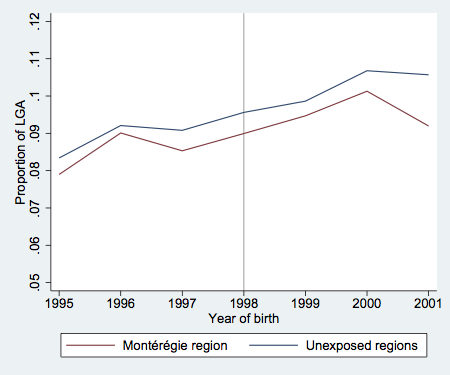 .12
.11
.1
.09
.08
.07
.06
.05
Proportion of LGA
1995 1996 1997 1998 1999 2000 2001
Year of birth
Montérégie region Unexposed regions